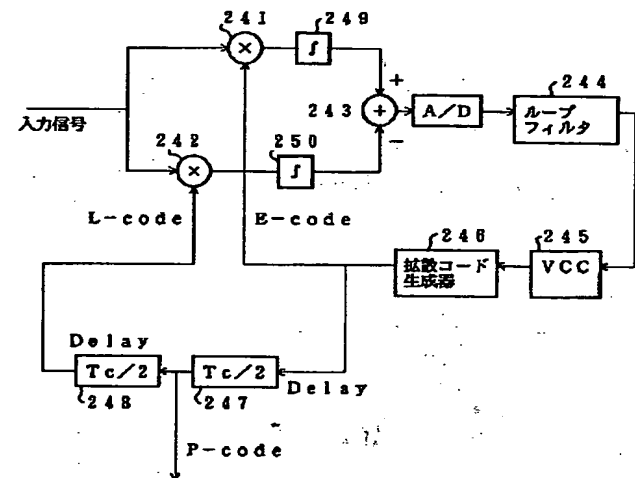 241
249
∫
×
+
244
243
+
A/D
ループ
フィルタ
入力信号
242
250
−
×
∫
L-code
E-code
246
245
拡散コード
生成器
VCC
Delay
Tc/2
Tc/2
Delay
248
247
P-code